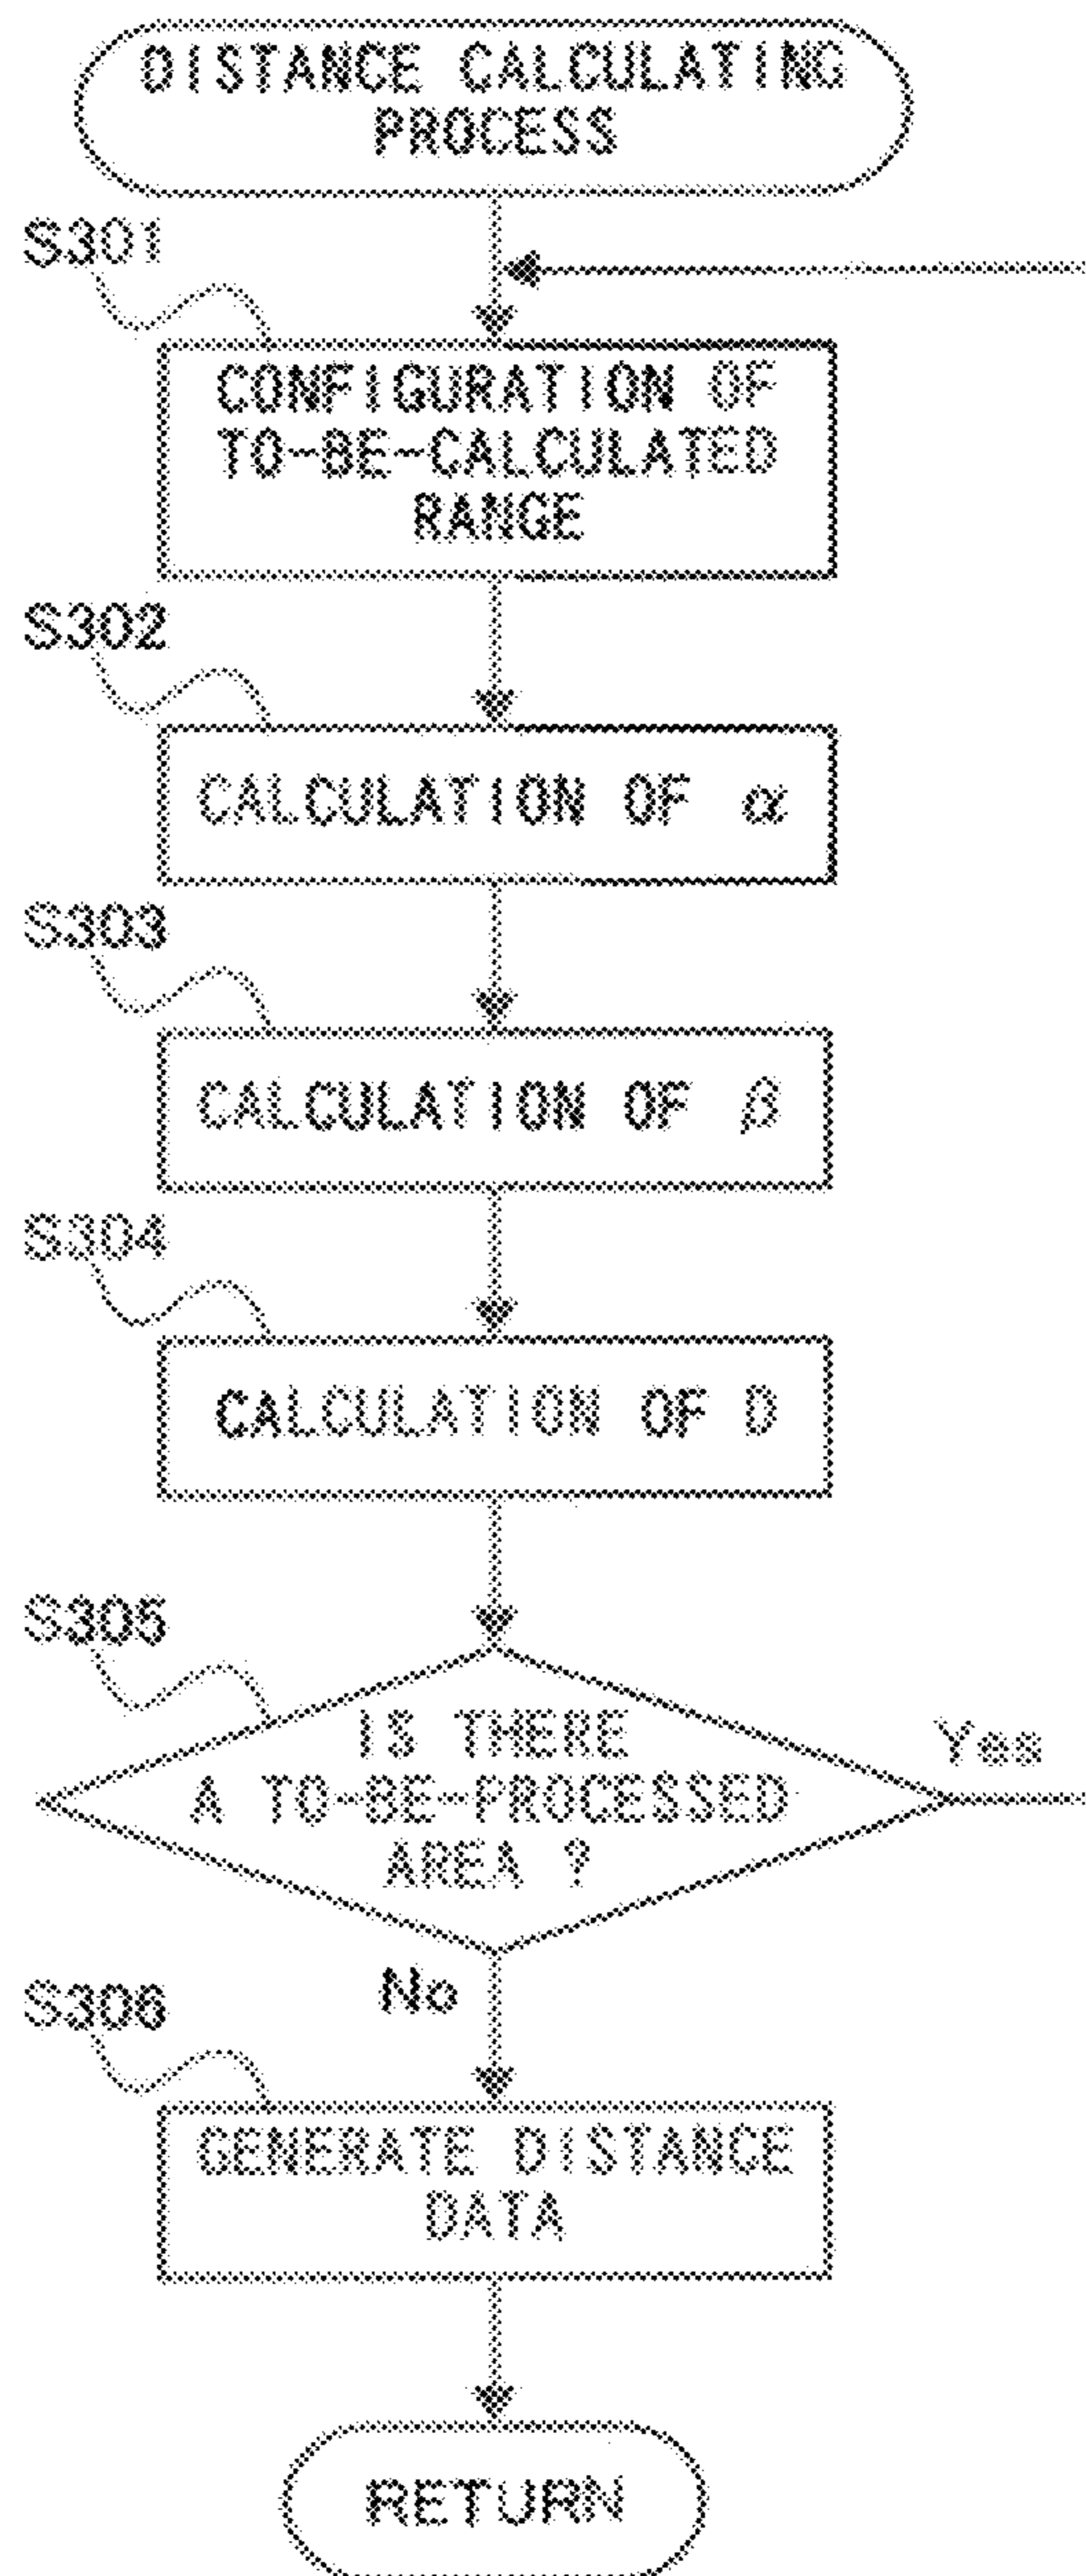 DISTANCE CALCULATING
PROCESS
S301
CONFIGURATION OF
TO-BE-CALCULATED
RANGE
S302
CALCULATION OF α
S303
CALCULATION OF β
S304
CALCULATION OF D
S305
IS THERE
A TO-BE-PROCESSED
AREA ?
Yes
No
S306
GENERATE DISTANCE
DATA
RETURN